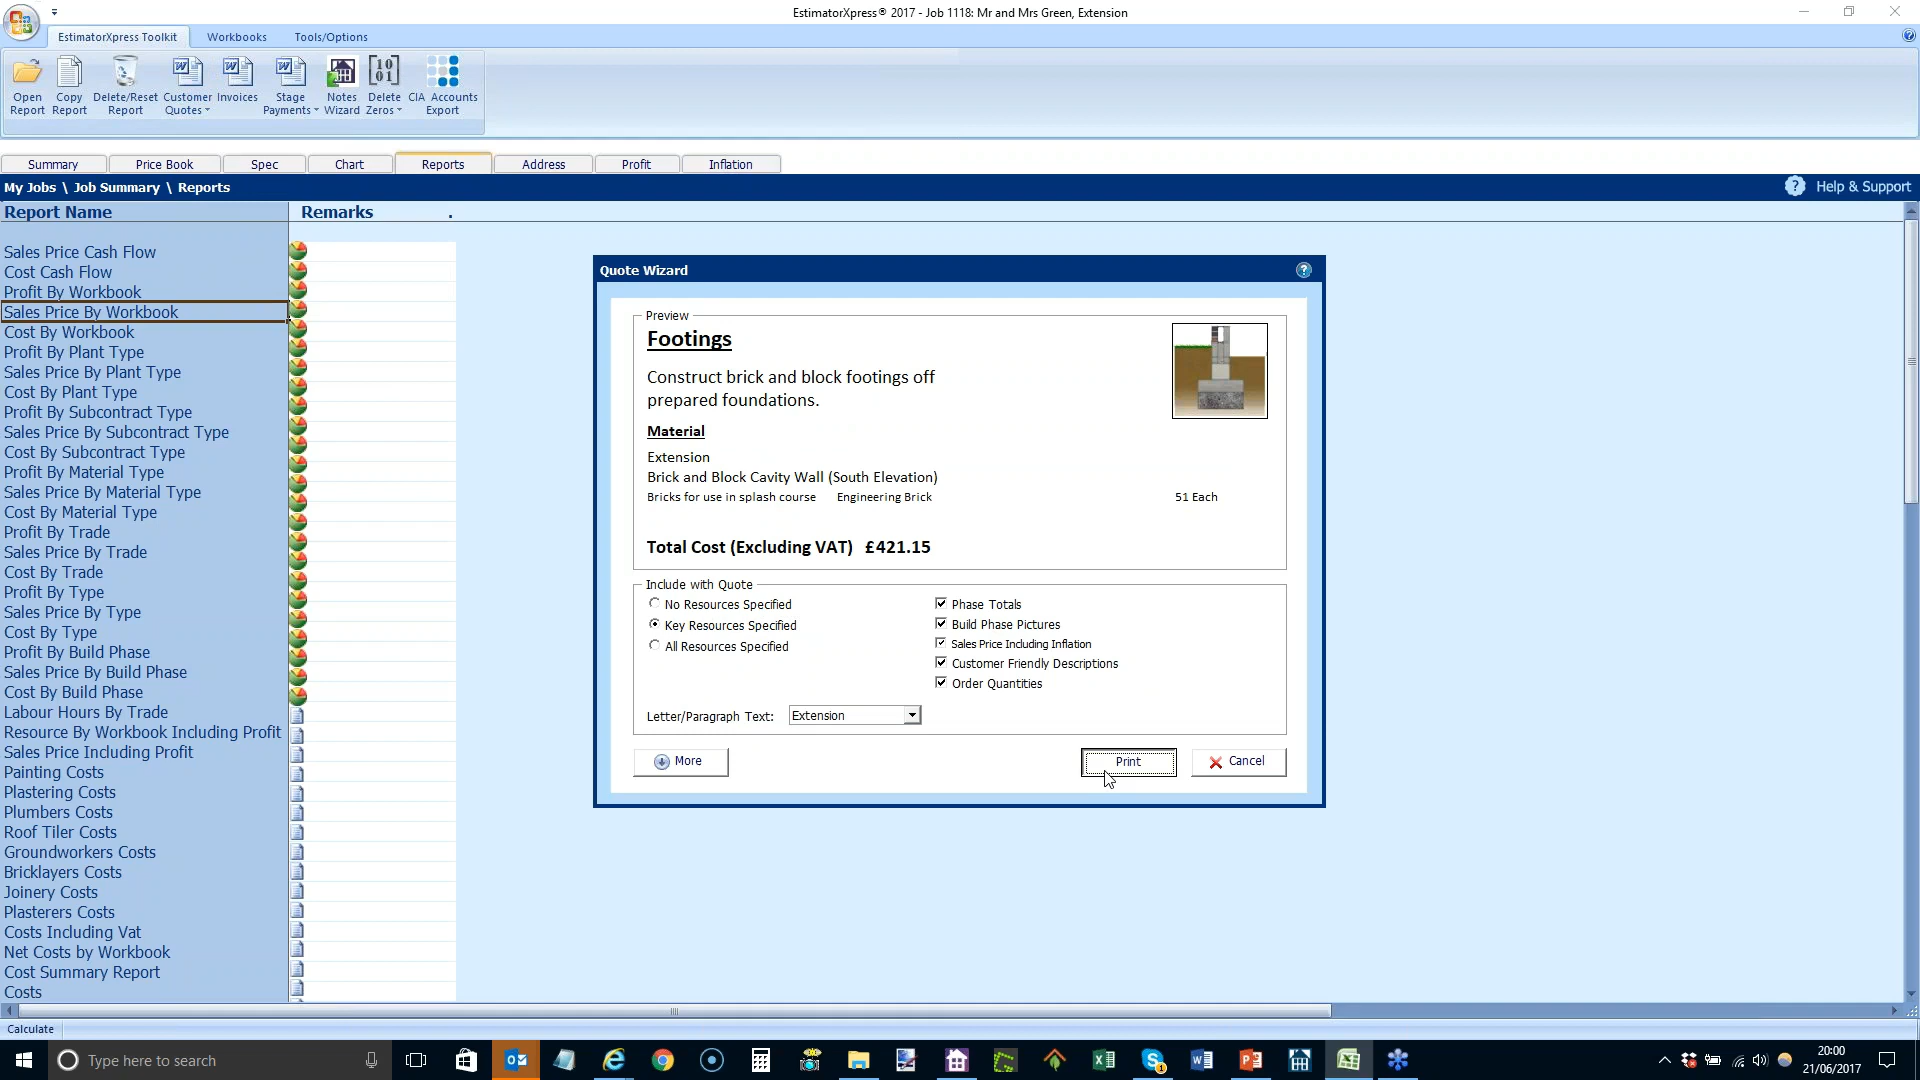 EstimatorXpress® 2017 - Job 1118: Mr and Mrs Green, Extension
EstimatorXpress Toolkit Workbooks Tools/Options
Open Report
Copy Report
Delete/Reset Report
Customer Quotes
Invoices
Stage Payments
Notes Wizard
Delete Zeros
CIA Accounts Export
Summary Price Book Spec Chart Reports Address Profit Inflation
My Jobs \ Job Summary \ Reports
Help & Support
Report Name Remarks .
Sales Price Cash Flow
Cost Cash Flow
Profit By Workbook
Sales Price By Workbook
Cost By Workbook
Profit By Plant Type
Sales Price By Plant Type
Cost By Plant Type
Profit By Subcontract Type
Sales Price By Subcontract Type
Cost By Subcontract Type
Profit By Material Type
Sales Price By Material Type
Cost By Material Type
Profit By Trade
Sales Price By Trade
Cost By Trade
Profit By Type
Sales Price By Type
Cost By Type
Profit By Build Phase
Sales Price By Build Phase
Cost By Build Phase
Labour Hours By Trade
Resource By Workbook Including Profit
Sales Price Including Profit
Painting Costs
Plastering Costs
Plumbers Costs
Roof Tiler Costs
Groundworkers Costs
Bricklayers Costs
Joinery Costs
Plasterers Costs
Costs Including Vat
Net Costs by Workbook
Cost Summary Report
Costs
Quote Wizard
Preview
Footings
Construct brick and block footings off
prepared foundations.
Material
Extension
Brick and Block Cavity Wall (South Elevation)
Bricks for use in splash course Engineering Brick 51 Each
Total Cost (Excluding VAT) £421.15
Include with Quote
No Resources Specified
Key Resources Specified
All Resources Specified
Phase Totals
Build Phase Pictures
Sales Price Including Inflation
Customer Friendly Descriptions
Order Quantities
Letter/Paragraph Text: Extension
More Print Cancel
Calculate
Type here to search
20:00
21/06/2017